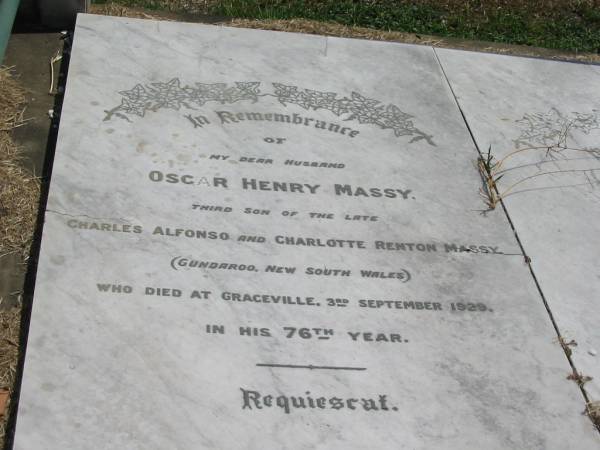 In Remembrance
OF
MY DEAR HUSBAND
OSCAR HENRY MASSY.
THIRD SON OF THE LATE
CHARLES ALFONSO AND CHARLOTTE RENTON MASSY.
(GUNDAROO, NEW SOUTH WALES)
WHO DIED AT GRACEVILLE, 3RD SEPTEMBER 1929,
IN HIS 76TH YEAR.
Requiescat.